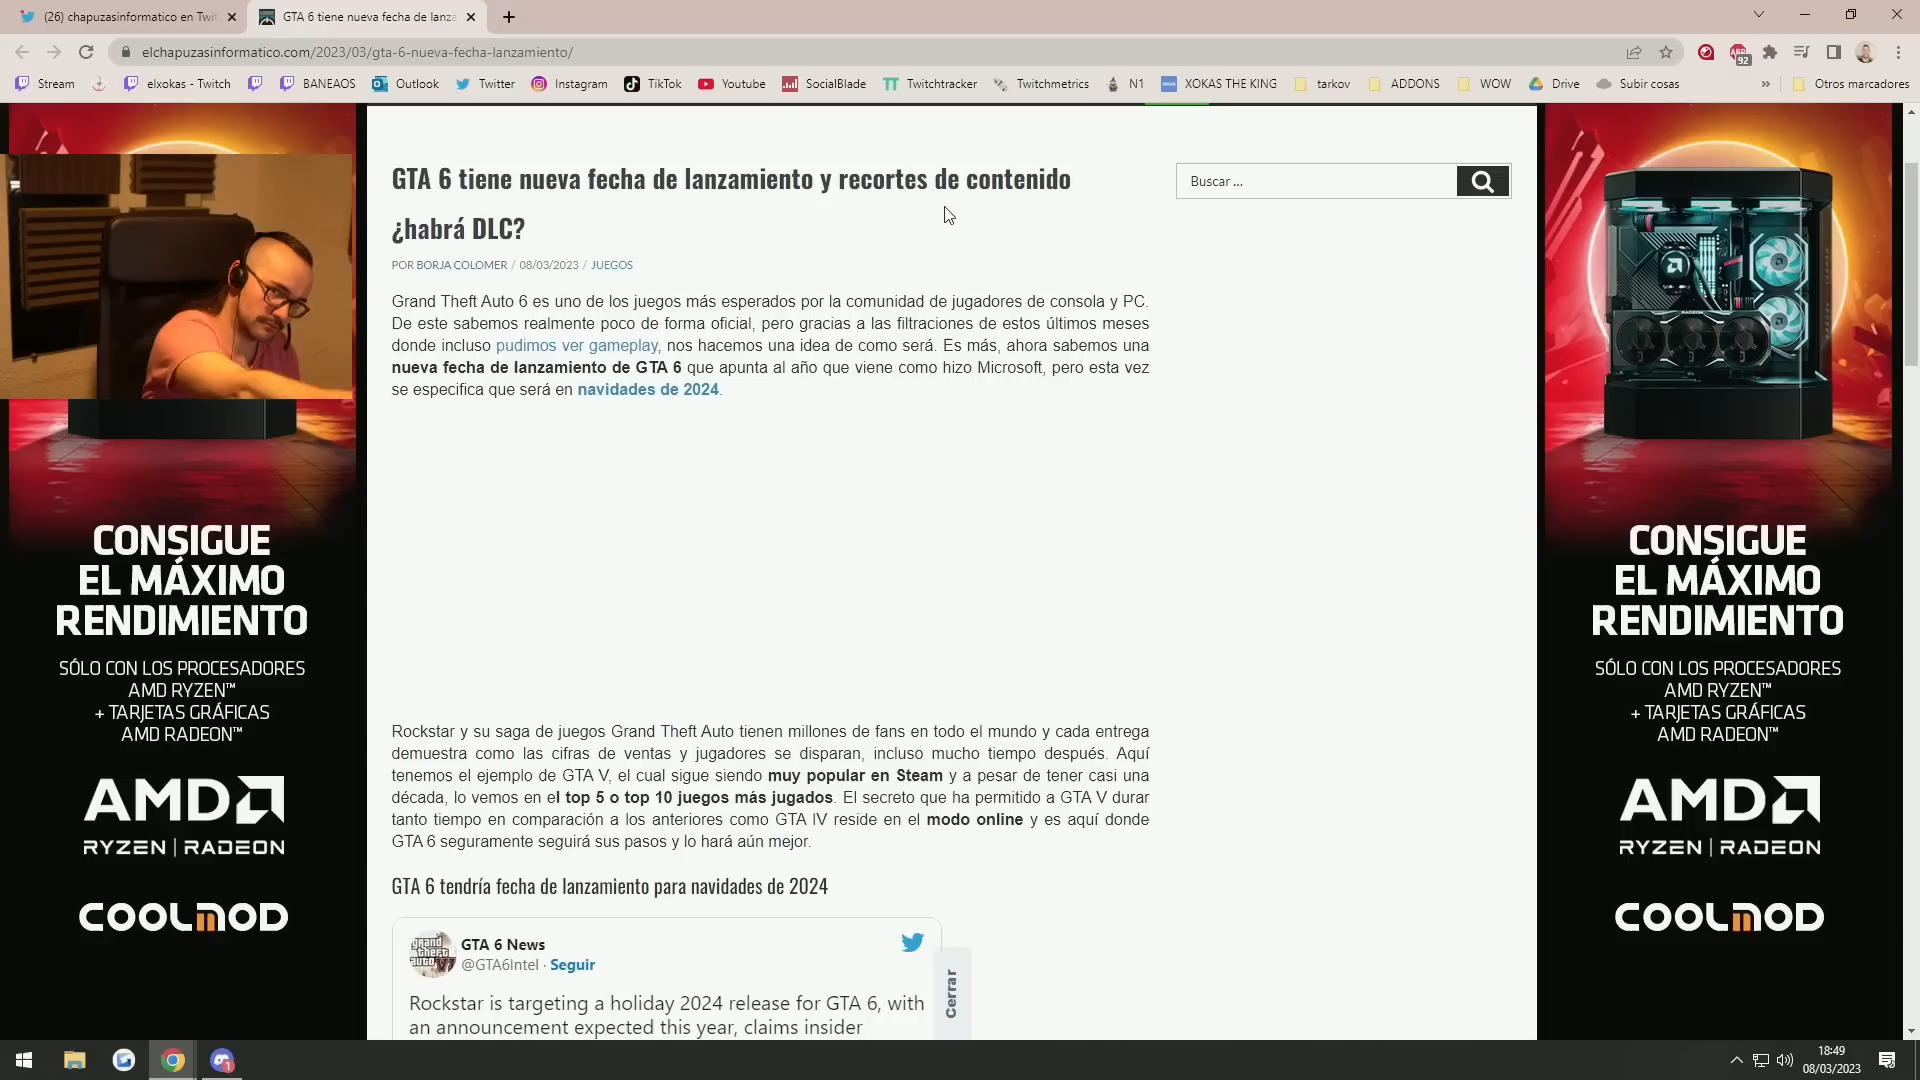 (26) chapuzasinformatico en Twit
GTA 6 tiene nueva fecha de lanza
elchapuzasinformatico.com/2023/03/gta-6-nueva-fecha-lanzamiento/
92
Stream
elxokas - Twitch
BANEAOS
Outlook
Twitter
Instagram
TikTok
Youtube
SocialBlade
Twitchtracker
Twitchmetrics
N1
XOKAS THE KING
tarkov
ADDONS
WOW
Drive
Subir cosas
»
Otros marcadores
GTA 6 tiene nueva fecha de lanzamiento y recortes de contenido
¿habrá DLC?
POR BORJA COLOMER / 08/03/2023 / JUEGOS
Buscar ...
Grand Theft Auto 6 es uno de los juegos más esperados por la comunidad de jugadores de consola y PC.
De este sabemos realmente poco de forma oficial, pero gracias a las filtraciones de estos últimos meses
donde incluso pudimos ver gameplay, nos hacemos una idea de como será. Es más, ahora sabemos una
nueva fecha de lanzamiento de GTA 6 que apunta al año que viene como hizo Microsoft, pero esta vez
se especifica que será en navidades de 2024.
Rockstar y su saga de juegos Grand Theft Auto tienen millones de fans en todo el mundo y cada entrega
demuestra como las cifras de ventas y jugadores se disparan, incluso mucho tiempo después. Aquí
tenemos el ejemplo de GTA V, el cual sigue siendo muy popular en Steam y a pesar de tener casi una
década, lo vemos en el top 5 o top 10 juegos más jugados. El secreto que ha permitido a GTA V durar
tanto tiempo en comparación a los anteriores como GTA IV reside en el modo online y es aquí donde
GTA 6 seguramente seguirá sus pasos y lo hará aún mejor.
GTA 6 tendría fecha de lanzamiento para navidades de 2024
GTA 6 News
@GTA6Intel · Seguir
Rockstar is targeting a holiday 2024 release for GTA 6, with
an announcement expected this year, claims insider
Cerrar
CONSIGUE
EL MÁXIMO
RENDIMIENTO
SÓLO CON LOS PROCESADORES
AMD RYZEN™
+ TARJETAS GRÁFICAS
AMD RADEON™
AMD
RYZEN | RADEON
COOLMOD
CONSIGUE
EL MÁXIMO
RENDIMIENTO
SÓLO CON LOS PROCESADORES
AMD RYZEN™
+ TARJETAS GRÁFICAS
AMD RADEON™
AMD
RYZEN | RADEON
COOLMOD
1
18:49
08/03/2023